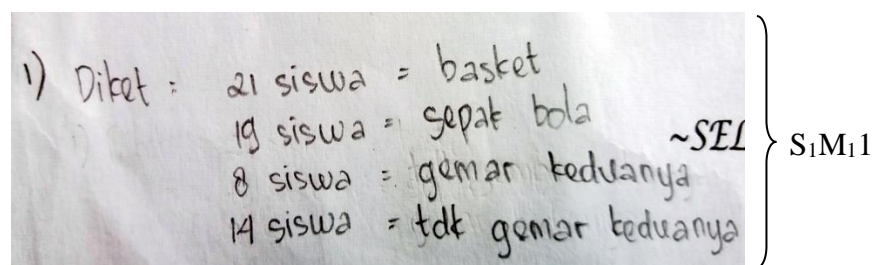 1) Diket : 21 siswa = basket
19 siswa = sepak bola
~SEL
8 siswa = gemar keduanya
S₁M₁1
14 siswa = tdk gemar keduanya